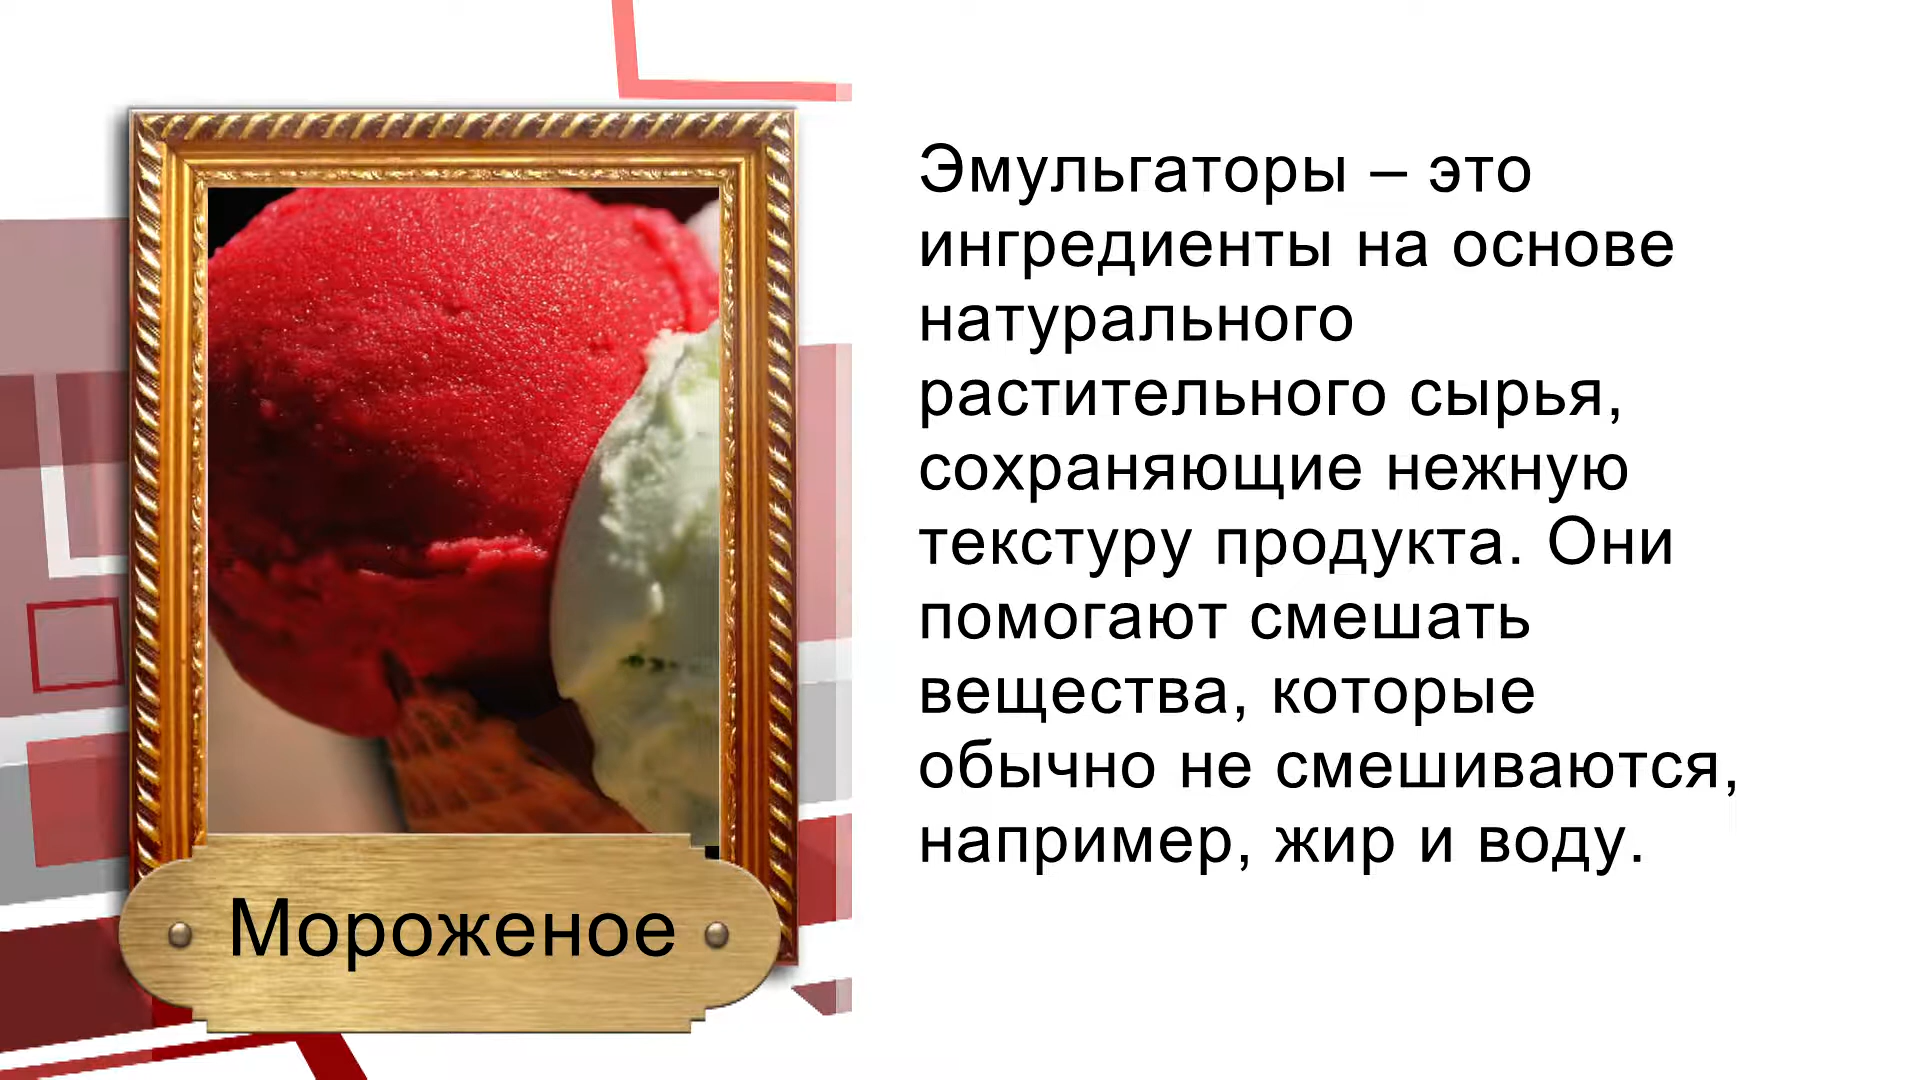 Эмульгаторы – это
ингредиенты на основе
натурального
растительного сырья,
сохраняющие нежную
текстуру продукта. Они
помогают смешать
вещества, которые
обычно не смешиваются,
например, жир и воду.
Мороженое